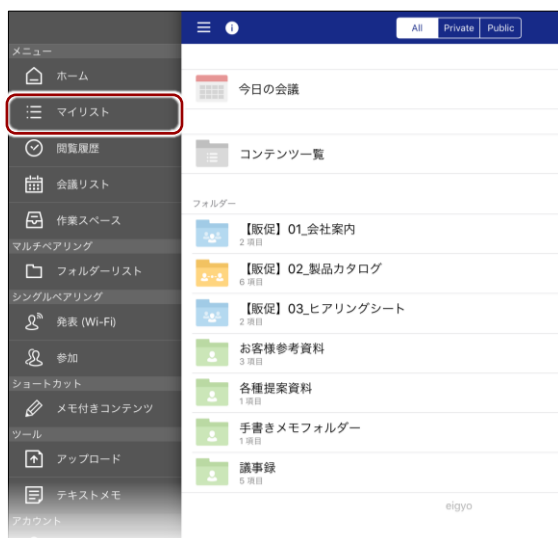 メニュー
ホーム
マイリスト
閲覧履歴
会議リスト
作業スペース
マルチペアリング
フォルダーリスト
シングルペアリング
発表 (Wi-Fi)
参加
ショートカット
メモ付きコンテンツ
ツール
アップロード
テキストメモ
アカウント
All Private Public
今日の会議
コンテンツ一覧
フォルダー
【販促】01_会社案内
2 項目
【販促】02_製品カタログ
6 項目
【販促】03_ヒアリングシート
2 項目
お客様参考資料
3 項目
各種提案資料
1 項目
手書きメモフォルダー
1 項目
議事録
5 項目
eigyo